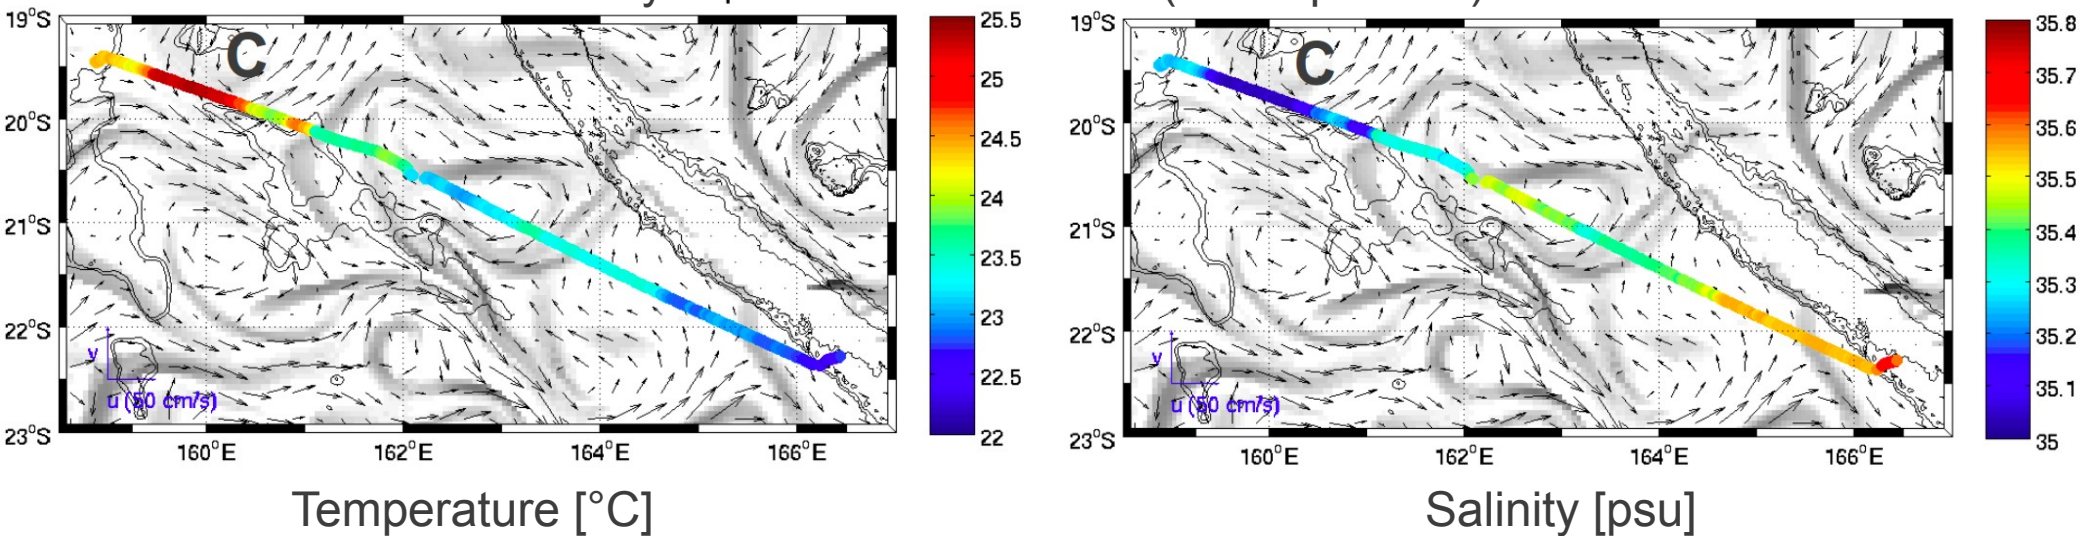 C
19°S
20°S
21°S
22°S
23°S
160°E
162°E
164°E
166°E
v
u (50 cm/s)
25.5
25
24.5
24
23.5
23
22.5
22
Temperature [°C]
C
19°S
20°S
21°S
22°S
23°S
160°E
162°E
164°E
166°E
v
u (50 cm/s)
35.8
35.7
35.6
35.5
35.4
35.3
35.2
35.1
35
Salinity [psu]